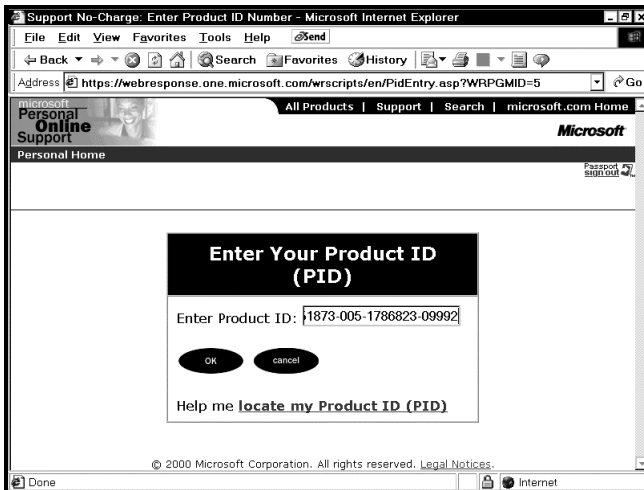 Support No-Charge: Enter Product ID Number - Microsoft Internet Explorer
File Edit View Favorites Tools Help Send
Back Search Favorites History
Address https://webresponse.one.microsoft.com/wrscripts/en/PidEntry.asp?WRPGMID=5 Go
microsoft
Personal
Online
Support
All Products | Support | Search | microsoft.com Home
Microsoft
Personal Home
Passport
sign out
Enter Your Product ID
(PID)
Enter Product ID: 1873-005-1786823-09992
OK cancel
Help me locate my Product ID (PID)
© 2000 Microsoft Corporation. All rights reserved. Legal Notices.
Done Internet